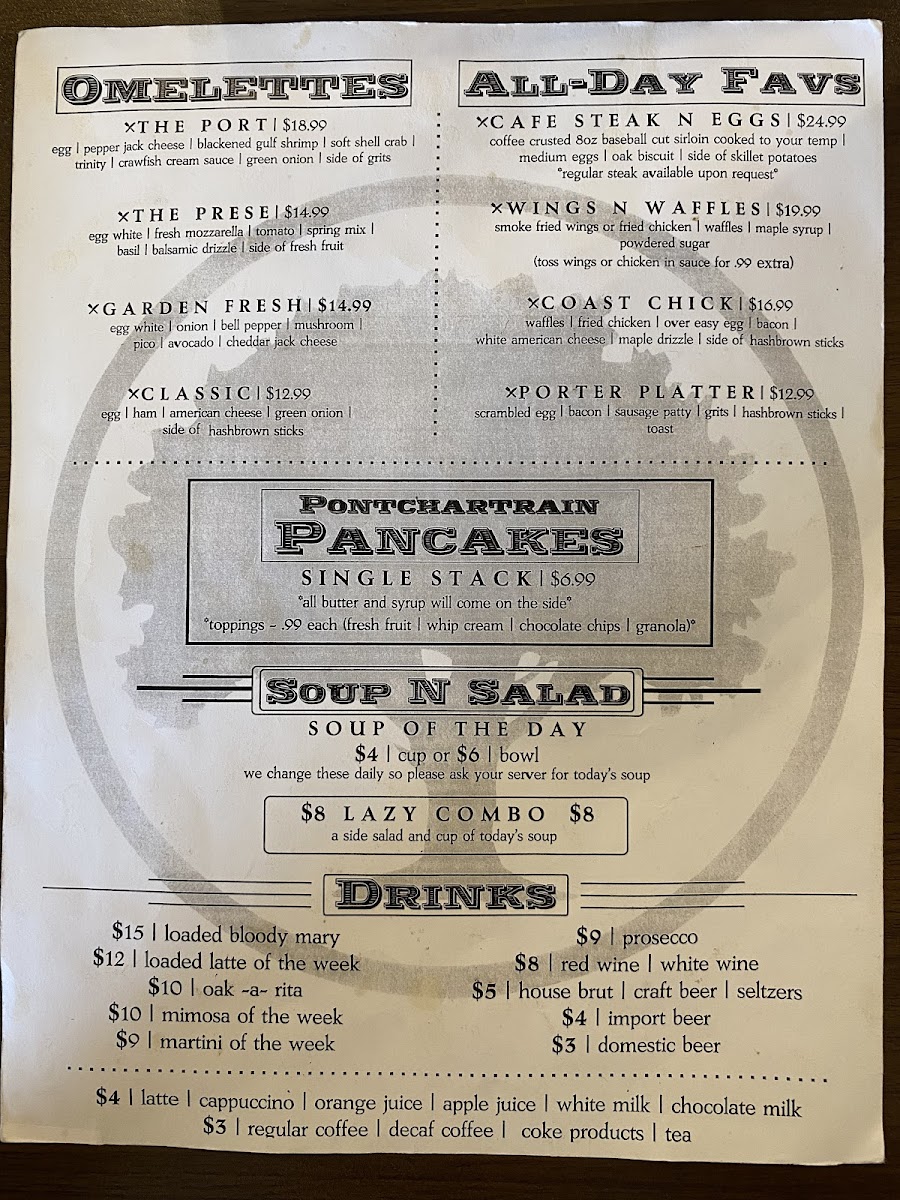 OMELETTES
×THE PORT | $18.99
egg | pepper jack cheese | blackened gulf shrimp | soft shell crab |
trinity | crawfish cream sauce | green onion | side of grits
×THE PRESE | $14.99
egg white | fresh mozzarella | tomato | spring mix |
basil | balsamic drizzle | side of fresh fruit
×GARDEN FRESH | $14.99
egg white | onion | bell pepper | mushroom |
pico | avocado | cheddar jack cheese
×CLASSIC | $12.99
egg | ham | american cheese | green onion |
side of hashbrown sticks
ALL-DAY FAVS
×CAFE STEAK N EGGS | $24.99
coffee crusted 8oz baseball cut sirloin cooked to your temp |
medium eggs | oak biscuit | side of skillet potatoes
*regular steak available upon request*
×WINGS N WAFFLES | $19.99
smoke fried wings or fried chicken | waffles | maple syrup |
powdered sugar
(toss wings or chicken in sauce for .99 extra)
×COAST CHICK | $16.99
waffles | fried chicken | over easy egg | bacon |
white american cheese | maple drizzle | side of hashbrown sticks
×PORTER PLATTER | $12.99
scrambled egg | bacon | sausage patty | grits | hashbrown sticks |
toast
PONTCHARTRAIN
PANCAKES
SINGLE STACK | $6.99
*all butter and syrup will come on the side*
*toppings - .99 each (fresh fruit | whip cream | chocolate chips | granola)*
SOUP N SALAD
SOUP OF THE DAY
$4 | cup or $6 | bowl
we change these daily so please ask your server for today's soup
$8 LAZY COMBO $8
a side salad and cup of today's soup
DRINKS
$15 | loaded bloody mary
$12 | loaded latte of the week
$10 | oak -a- rita
$10 | mimosa of the week
$9 | martini of the week
$9 | prosecco
$8 | red wine | white wine
$5 | house brut | craft beer | seltzers
$4 | import beer
$3 | domestic beer
$4 | latte | cappuccino | orange juice | apple juice | white milk | chocolate milk
$3 | regular coffee | decaf coffee | coke products | tea